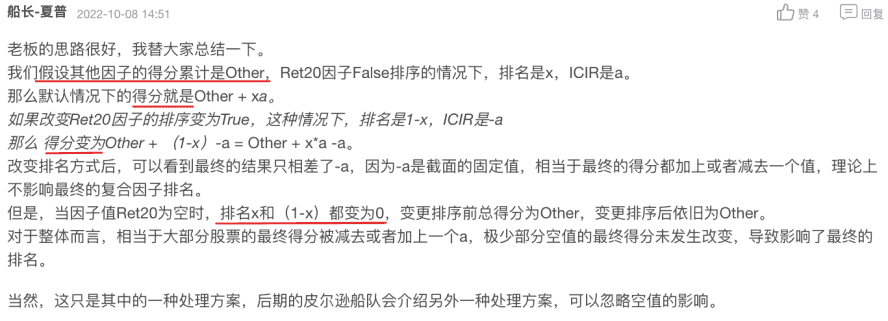 船长-夏普 2022-10-08 14:51 赞 4 回复
老板的思路很好，我替大家总结一下。
我们假设其他因子的得分累计是Other，Ret20因子False排序的情况下，排名是x，ICIR是a。
那么默认情况下的得分就是Other + xa。
如果改变Ret20因子的排序变为True，这种情况下，排名是1-x，ICIR是-a
那么 得分变为Other + （1-x）-a = Other + x*a -a。
改变排名方式后，可以看到最终的结果只相差了-a，因为-a是截面的固定值，相当于最终的得分都加上或者减去一个值，理论上
不影响最终的复合因子排名。
但是，当因子值Ret20为空时，排名x和（1-x）都变为0，变更排序前总得分为Other，变更排序后依旧为Other。
对于整体而言，相当于大部分股票的最终得分被减去或者加上一个a，极少部分空值的最终得分未发生改变，导致影响了最终的
排名。
当然，这只是其中的一种处理方案，后期的皮尔逊船队会介绍另外一种处理方案，可以忽略空值的影响。